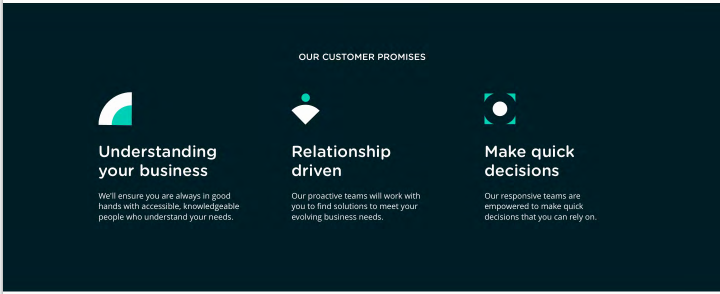 OUR CUSTOMER PROMISES
Understanding
your business
We'll ensure you are always in good
hands with accessible, knowledgeable
people who understand your needs.
Relationship
driven
Our proactive teams will work with
you to find solutions to meet your
evolving business needs.
Make quick
decisions
Our responsive teams are
empowered to make quick
decisions that you can rely on.